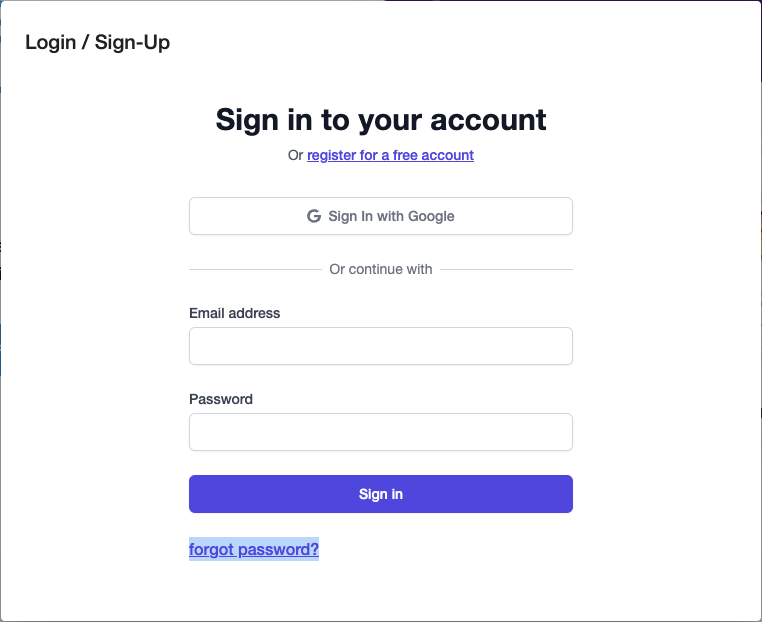 Login / Sign-Up
Sign in to your account
Or register for a free account
Sign In with Google
Or continue with
Email address
Password
Sign in
forgot password?